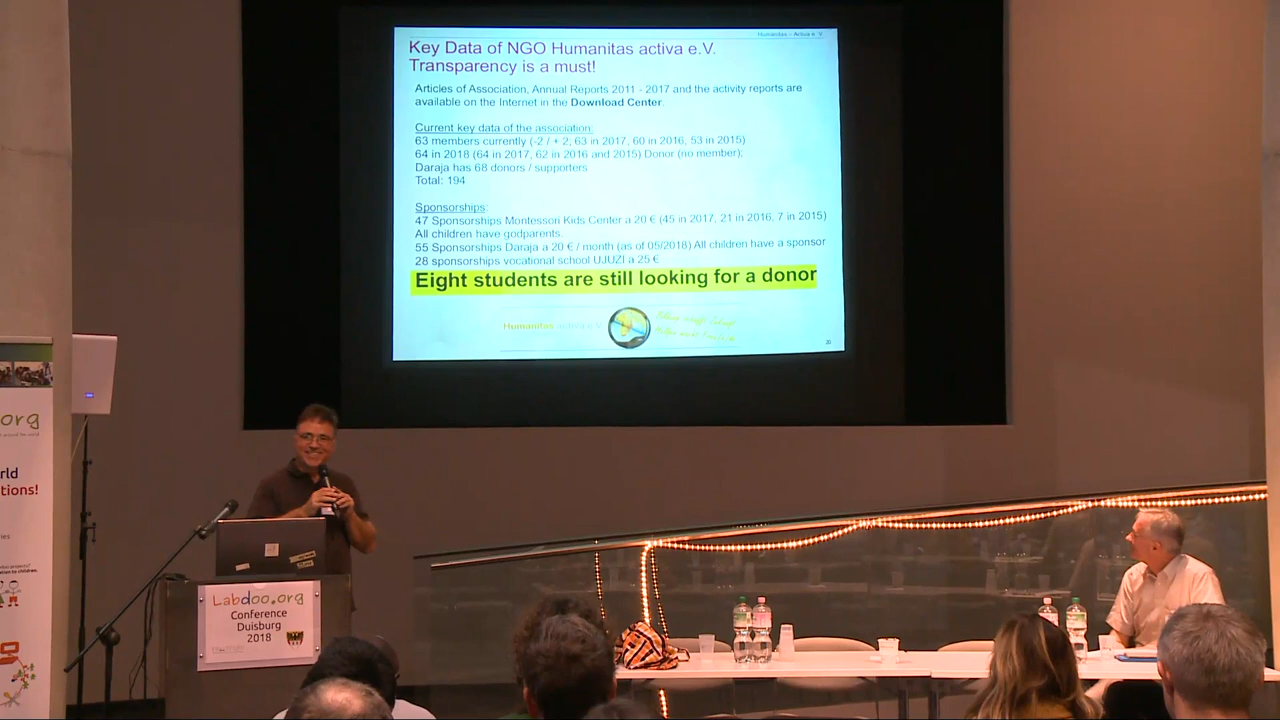 Humanitas - Activa e. V.
Key Data of NGO Humanitas activa e.V.
Transparency is a must!
Articles of Association, Annual Reports 2011 - 2017 and the activity reports are
available on the Internet in the Download Center.
Current key data of the association:
63 members currently (-2 / + 2, 63 in 2017, 60 in 2016, 53 in 2015)
64 in 2018 (64 in 2017, 62 in 2016 and 2015) Donor (no member);
Daraja has 68 donors / supporters
Total: 194
Sponsorships:
47 Sponsorships Montessori Kids Center a 20 € (45 in 2017, 21 in 2016, 7 in 2015)
All children have godparents.
55 Sponsorships Daraja a 20 € / month (as of 05/2018) All children have a sponsor
28 sponsorships vocational school UJUZI a 25 €
Eight students are still looking for a donor
Humanitas activa e.V.
20
org
rld
tions!
ies
Labdoo.org
Conference
Duisburg
2018